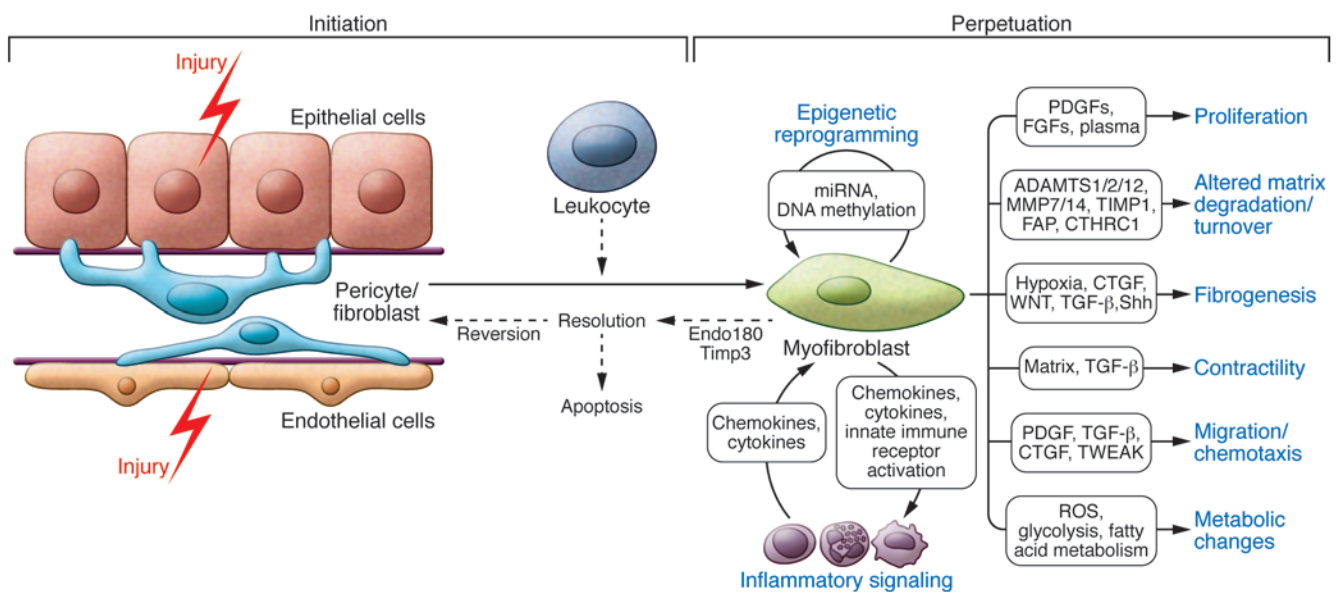 Initiation
Perpetuation
Injury
Epithelial cells
Leukocyte
Pericyte/
fibroblast
Reversion
Resolution
Endo180
Timp3
Apoptosis
Endothelial cells
Injury
Epigenetic
reprogramming
miRNA,
DNA methylation
Myofibroblast
Chemokines,
cytokines
Chemokines,
cytokines,
innate immune
receptor
activation
Inflammatory signaling
PDGFs,
FGFs, plasma
Proliferation
ADAMTS1/2/12,
MMP7/14, TIMP1,
FAP, CTHRC1
Altered matrix
degradation/
turnover
Hypoxia, CTGF,
WNT, TGF-β,Shh
Fibrogenesis
Matrix, TGF-β
Contractility
PDGF, TGF-β,
CTGF, TWEAK
Migration/
chemotaxis
ROS,
glycolysis, fatty
acid metabolism
Metabolic
changes